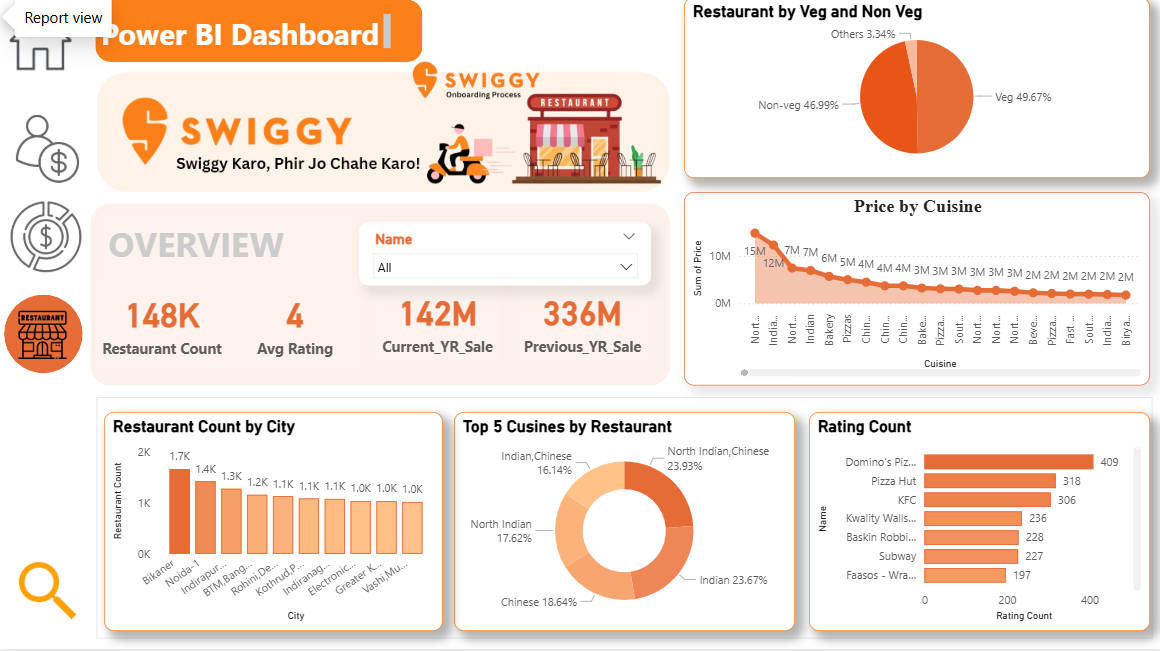 Report view
Power BI Dashboard
SWIGGY
Onboarding Process
RESTAURANT
SWIGGY
Swiggy Karo, Phir Jo Chahe Karo!
OVERVIEW
Name
All
148K
Restaurant Count
4
Avg Rating
142M
Current_YR_Sale
336M
Previous_YR_Sale
RESTAURANT
Restaurant by Veg and Non Veg
Others 3.34%
Non-veg 46.99%
Veg 49.67%
Price by Cuisine
Sum of Price
10M
0M
15M 12M 7M 7M 6M 5M 4M 4M 4M 3M 3M 3M 3M 3M 3M 2M 2M 2M 2M 2M 2M
Nort... India... Nort... Indian Bakery Pizzas Chin... Chin... Chin... Bake... Pizza... Sout... Nort... Nort... Nort... Beve... Pizza... Fast ... Sout... India... Birya...
Cuisine
Restaurant Count by City
Restaurant Count
2K
1K
0K
1.7K 1.4K 1.3K 1.2K 1.1K 1.1K 1.1K 1.0K 1.0K 1.0K
Bikaner Noida-1 Indirapur... BTM,Bang... Rohini,De... Kothrud,P... Indiranag... Electronic... Greater K... Vashi,Mu...
City
Top 5 Cusines by Restaurant
Indian,Chinese
16.14%
North Indian,Chinese
23.93%
North Indian
17.62%
Chinese 18.64%
Indian 23.67%
Rating Count
Name
Domino's Piz... 409
Pizza Hut 318
KFC 306
Kwality Walls... 236
Baskin Robbi... 228
Subway 227
Faasos - Wra... 197
0 200 400
Rating Count